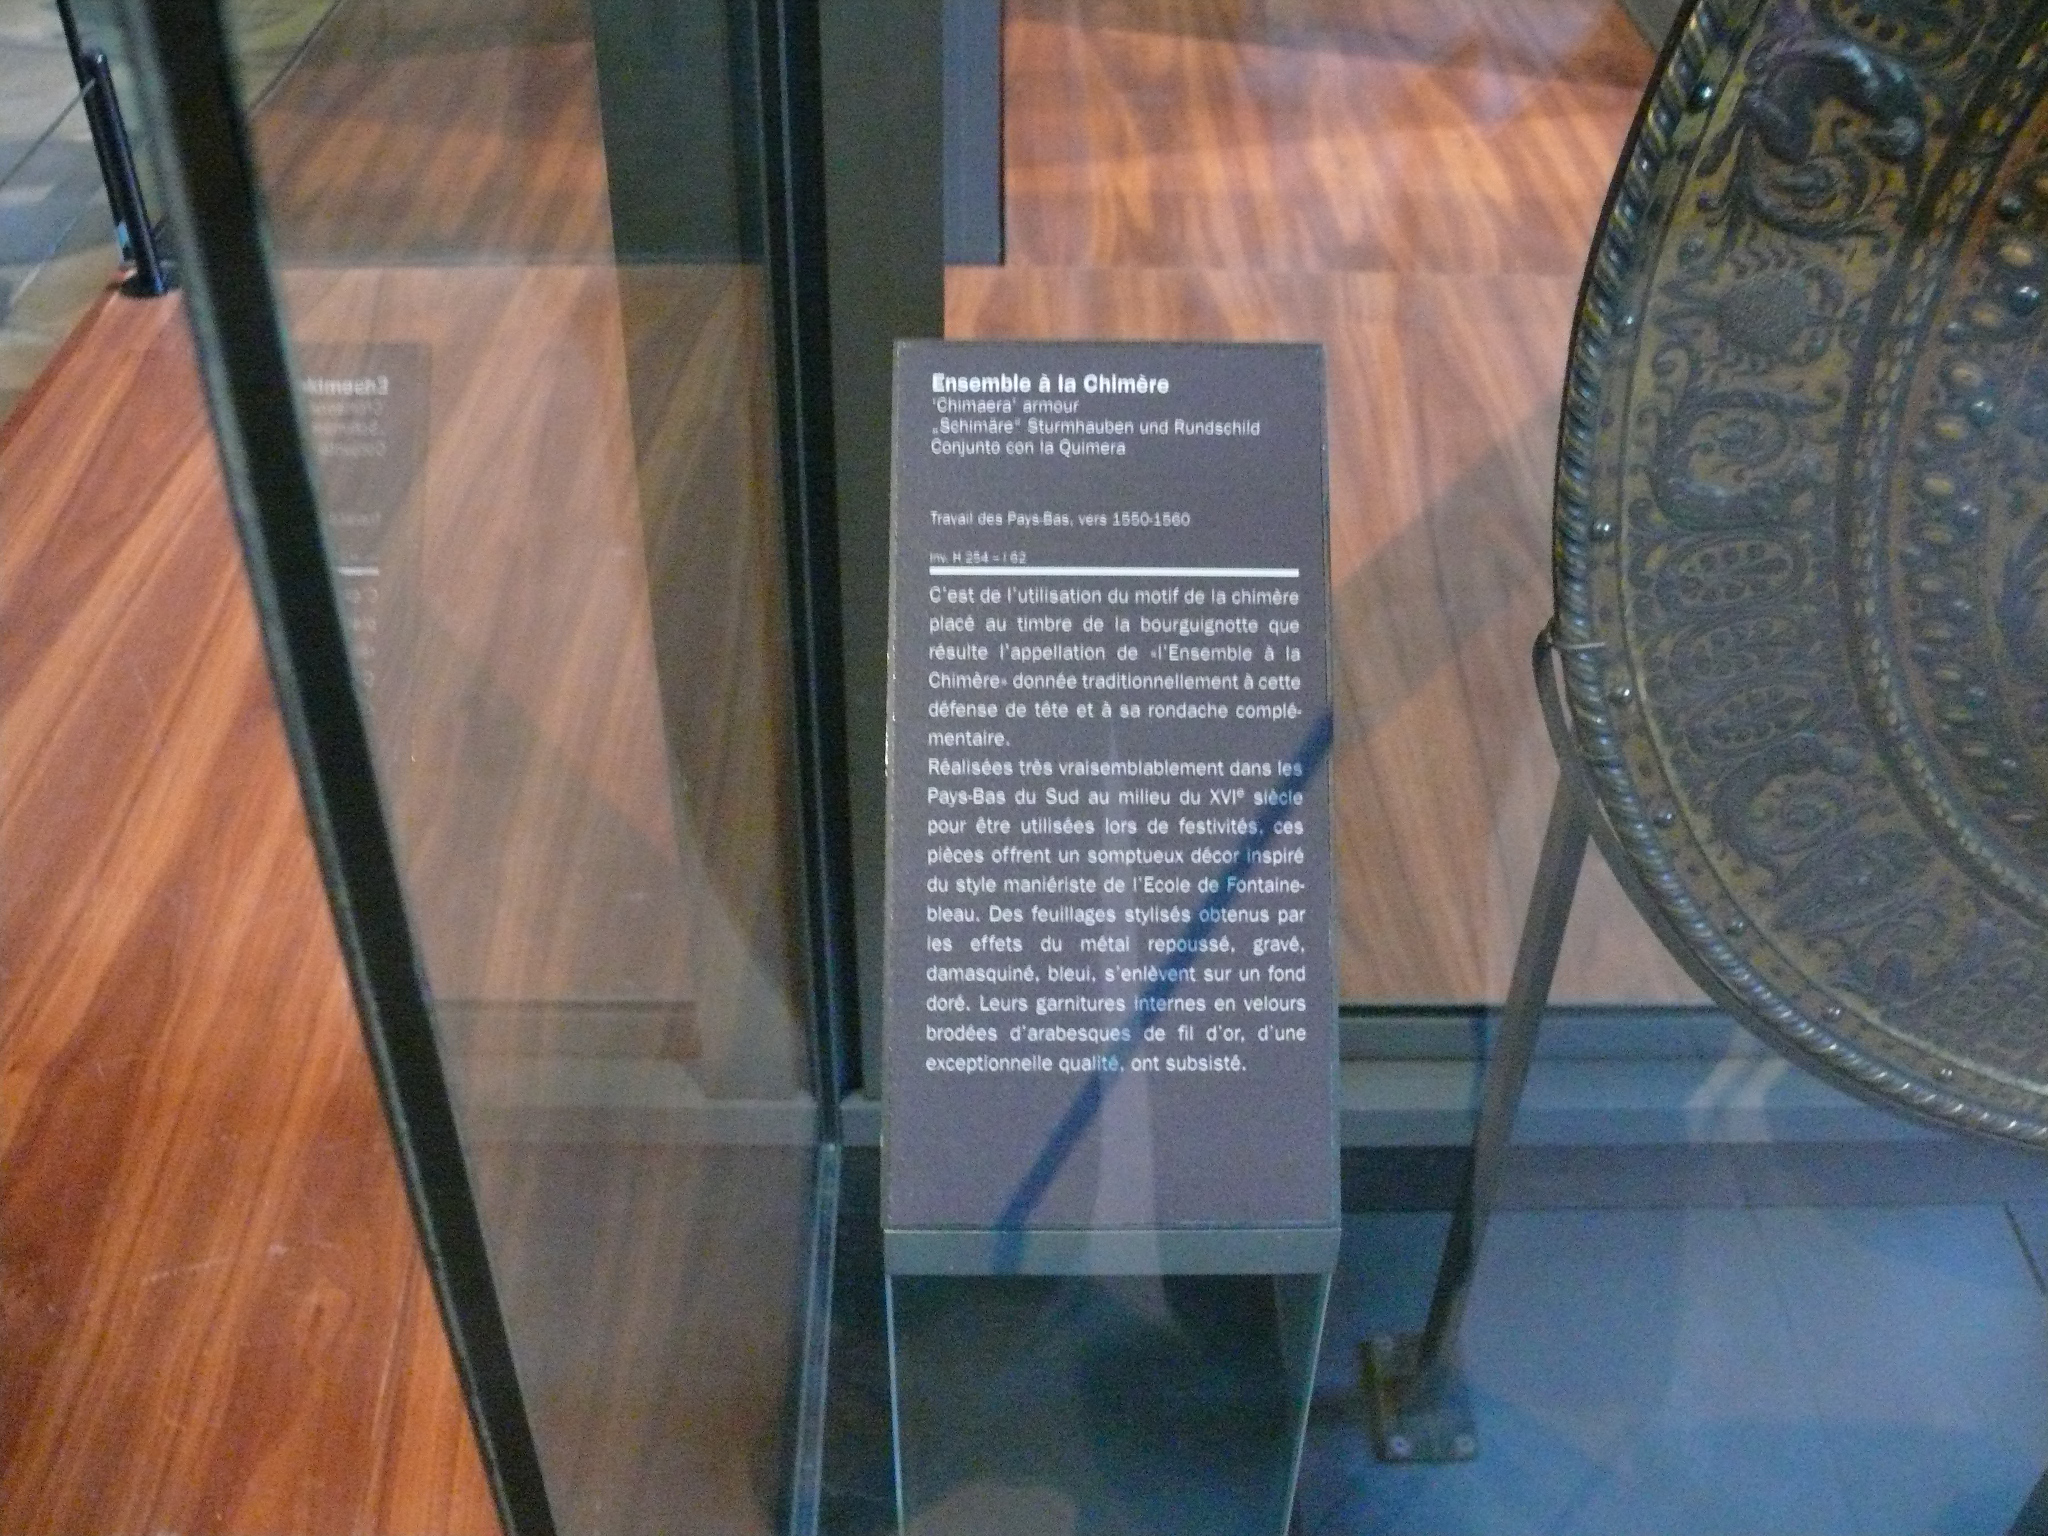 Ensemble à la Chimère
'Chimaera' armour
„Schimäre“ Sturmhauben und Rundschild
Conjunto con la Quimera
Travail des Pays-Bas, vers 1550-1560
Inv. H 254 - I 62
C'est de l'utilisation du motif de la chimère
placé au timbre de la bourguignotte que
résulte l'appellation de «l'Ensemble à la
Chimère» donnée traditionnellement à cette
défense de tête et à sa rondache complé-
mentaire.
Réalisées très vraisemblablement dans les
Pays-Bas du Sud au milieu du XVIe siècle
pour être utilisées lors de festivités, ces
pièces offrent un somptueux décor inspiré
du style maniériste de l'Ecole de Fontaine-
bleau. Des feuillages stylisés obtenus par
les effets du métal repoussé, gravé,
damasquiné, bleui, s'enlèvent sur un fond
doré. Leurs garnitures internes en velours
brodées d'arabesques de fil d'or, d'une
exceptionnelle qualité, ont subsisté.